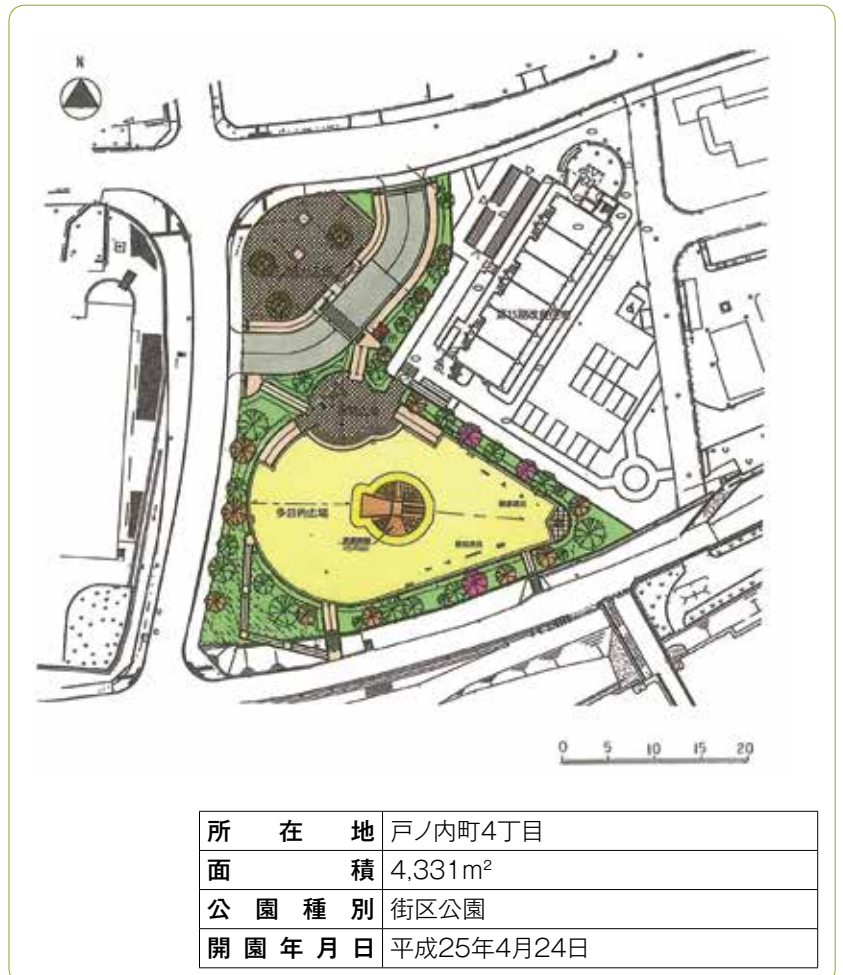 N
多目的広場
0 5 10 15 20
所在地 戸ノ内町4丁目
面積 4,331m²
公園種別 街区公園
開園年月日 平成25年4月24日